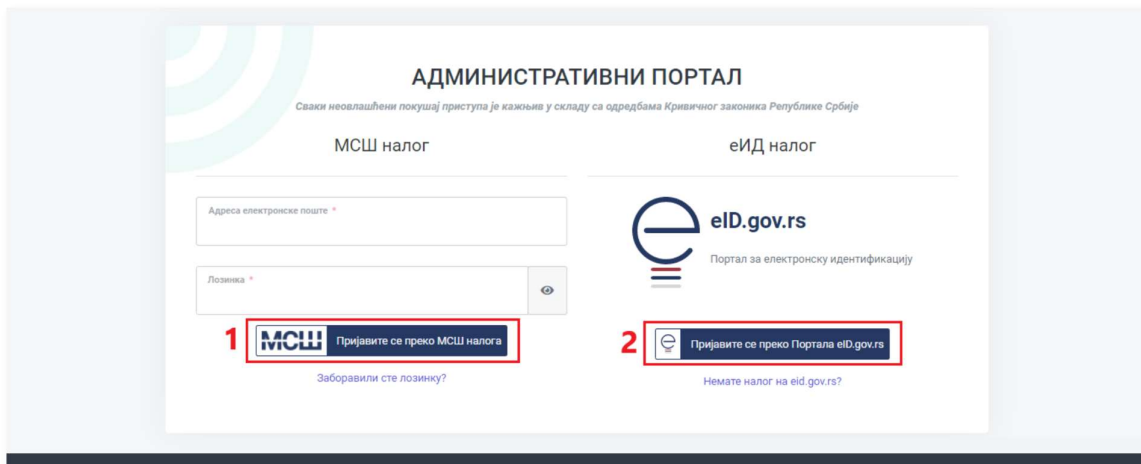 АДМИНИСТРАТИВНИ ПОРТАЛ
Сваки неовлашћени покушај приступа је кажњив у складу са одредбама Кривичног законика Републике Србије
МСШ налог
Адреса електронске поште *
Лозинка *
1
МСШ Пријавите се преко МСШ налога
Заборавили сте лозинку?
еИД налог
eID.gov.rs
Портал за електронску идентификацију
2
Пријавите се преко Портала eID.gov.rs
Немате налог на eid.gov.rs?